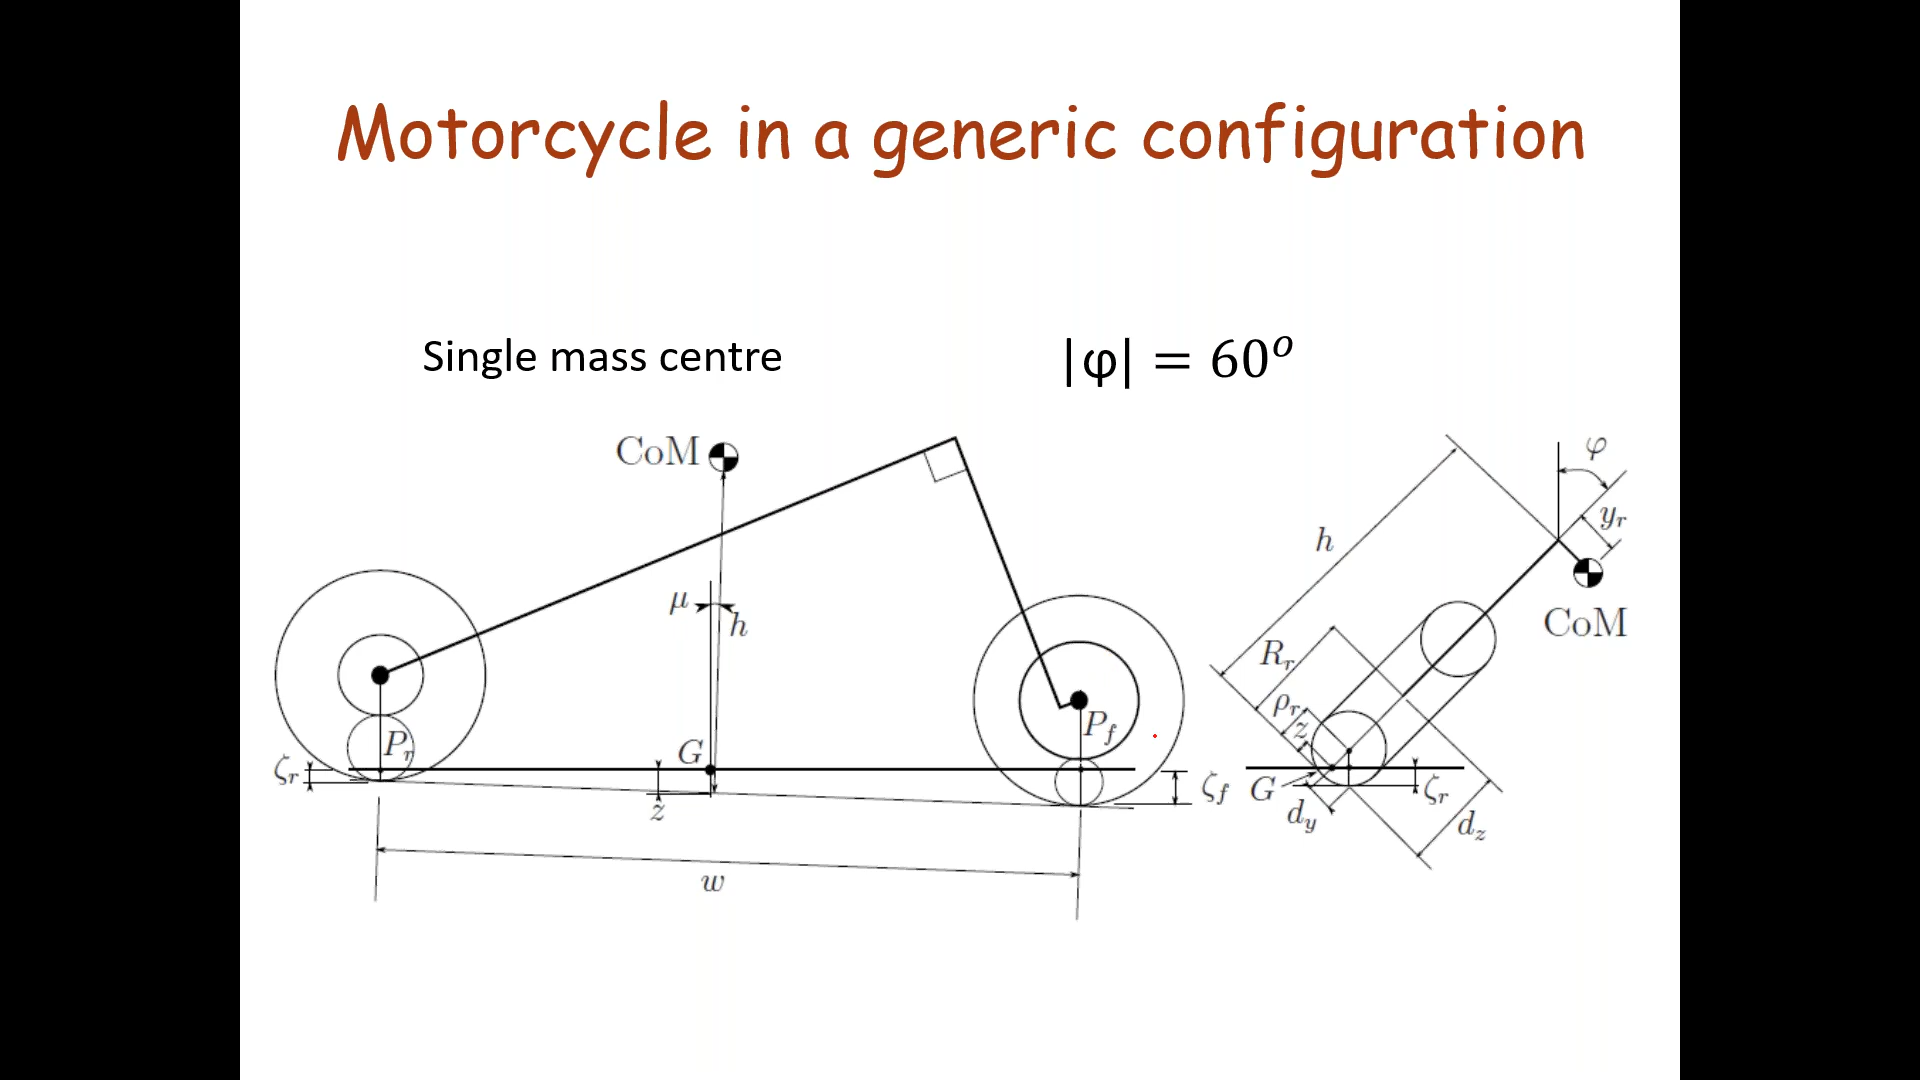 Motorcycle in a generic configuration
Single mass centre
|φ| = 60ᵒ
CoM
μ
h
G
z
ζr
Pr
Pf
ζf
w
φ
yr
h
CoM
Rr
ρr
z
G
ζr
dy
dz